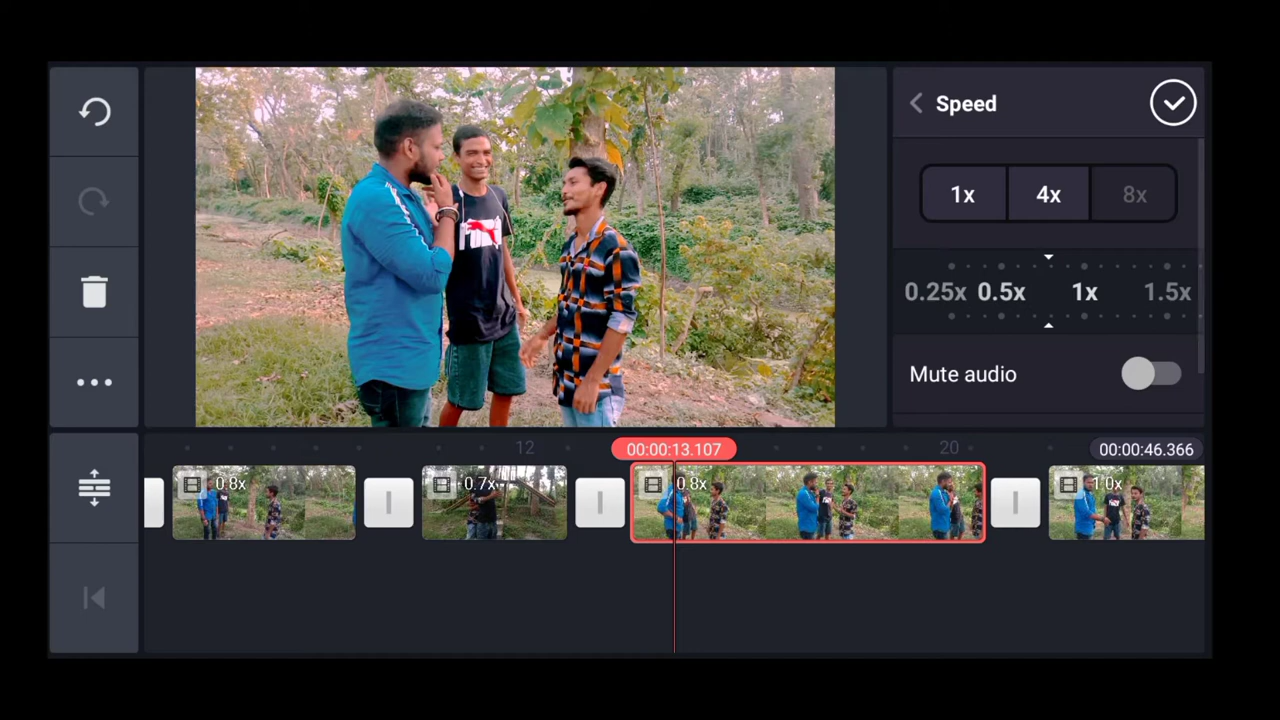 Speed
1x 4x 8x
0.25x 0.5x 1x 1.5x
Mute audio
12 00:00:13.107 20 00:00:46.366
0.8x 0.7x 0.8x 1.0x